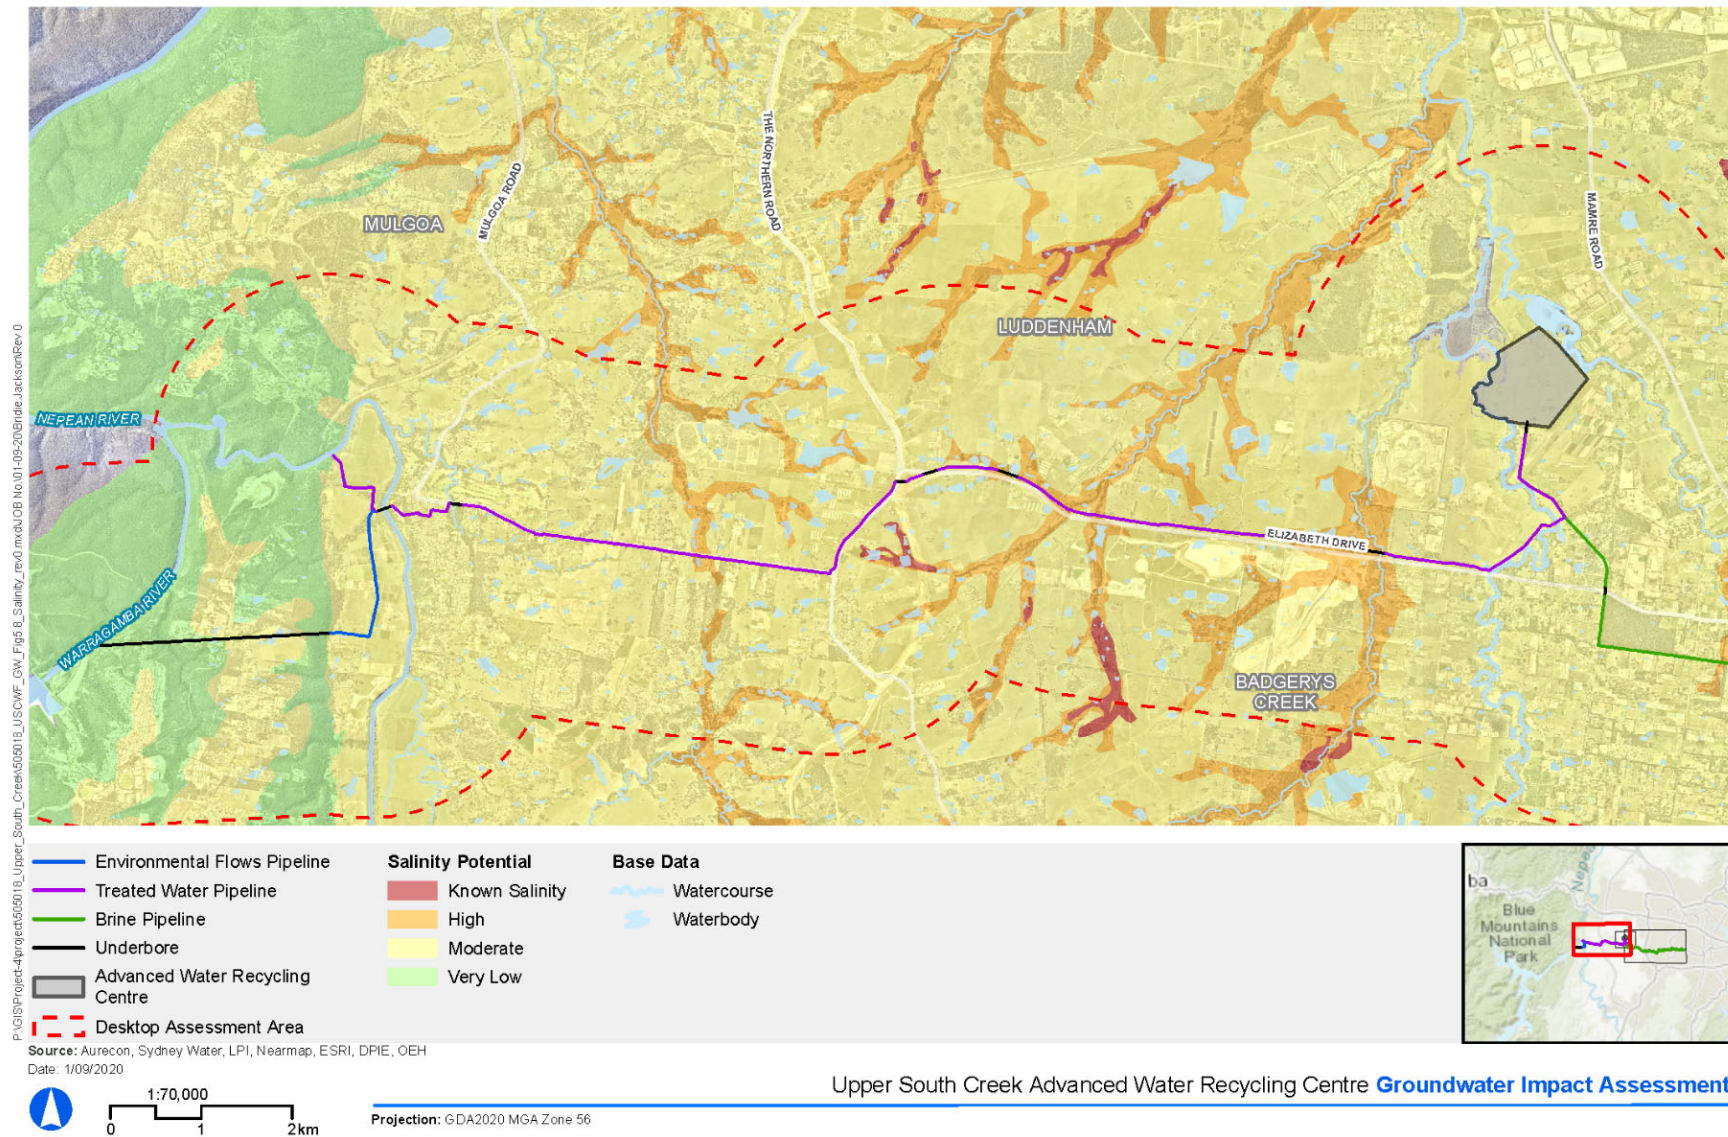 MULGOA
MULGOA ROAD
THE NORTHERN ROAD
LUDDENHAM
MAMRE ROAD
NEPEAN RIVER
WARRAGAMBA RIVER
ELIZABETH DRIVE
BADGERYS
CREEK
Environmental Flows Pipeline
Treated Water Pipeline
Brine Pipeline
Underbore
Advanced Water Recycling
Centre
Desktop Assessment Area
Salinity Potential
Known Salinity
High
Moderate
Very Low
Base Data
Watercourse
Waterbody
ba
Blue
Mountains
National
Park
Source: Aurecon, Sydney Water, LPI, Nearmap, ESRI, DPIE, OEH
Date: 1/09/2020
1:70,000
0 1 2km
Projection: GDA2020 MGA Zone 56
Upper South Creek Advanced Water Recycling Centre Groundwater Impact Assessment